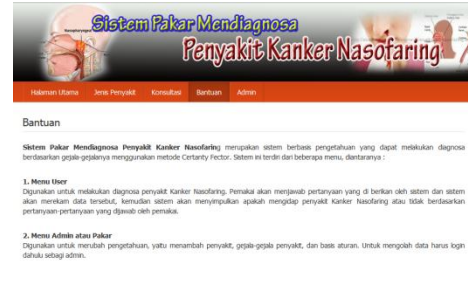 Sistem Pakar Mendiagnosa
Penyakit Kanker Nasofaring
Halaman Utama Jenis Penyakit Konsultasi Bantuan Admin
Bantuan
Sistem Pakar Mendiagnosa Penyakit Kanker Nasofaring merupakan sistem berbasis pengetahuan yang dapat melakukan diagnosa
berdasarkan gejala-gejalanya menggunakan metode Certanty Fector. Sistem ini terdiri dari beberapa menu, diantaranya :
1. Menu User
Digunakan untuk melakukan diagnosa penyakit Kanker Nasofaring. Pemakai akan menjawab pertanyaan yang di berikan oleh sistem dan sistem
akan merekam data tersebut, kemudian sistem akan menyimpulkan apakah mengidap penyakit Kanker Nasofaring atau tidak berdasarkan
pertanyaan-pertanyaan yang dijawab oleh pemakai.
2. Menu Admin atau Pakar
Digunakan untuk merubah pengetahuan, yaitu menambah penyakit, gejala-gejala penyakit, dan basis aturan. Untuk mengolah data harus login
dahulu sebagi admin.